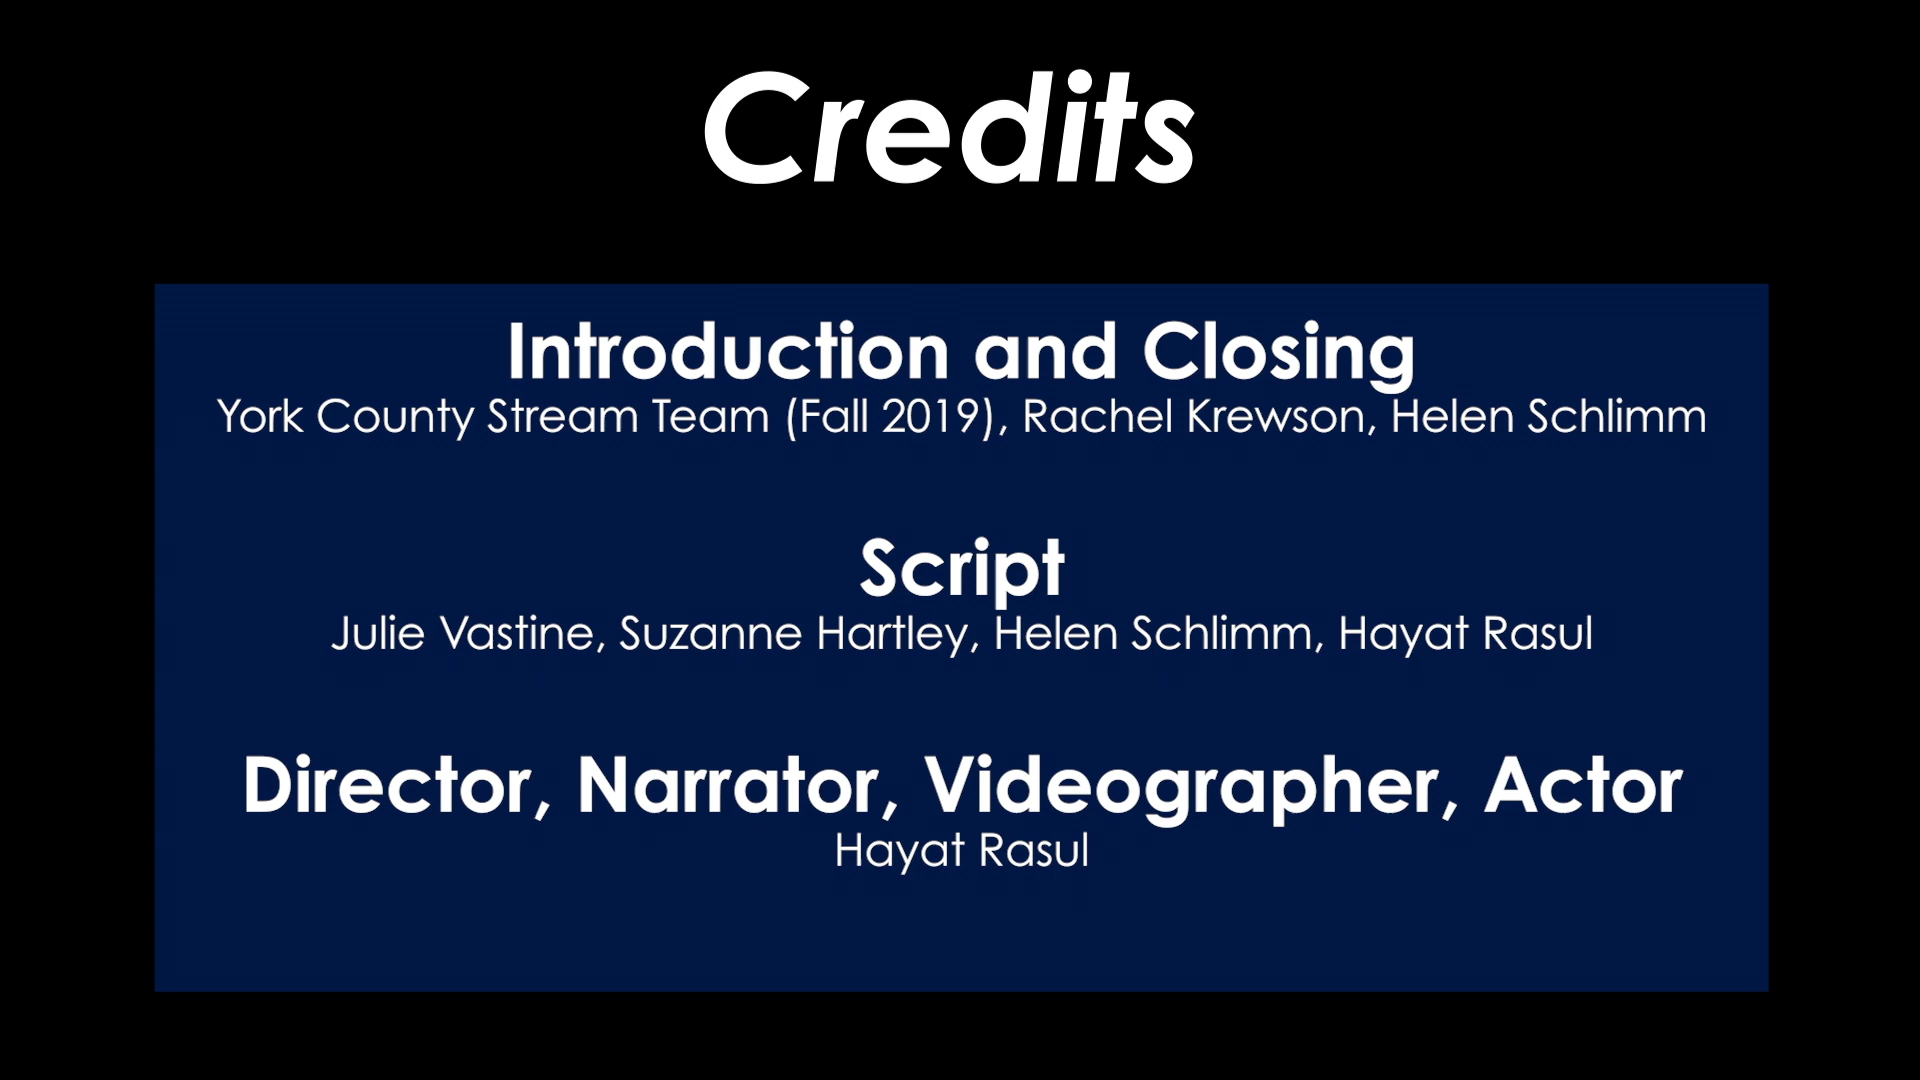 Credits
Introduction and Closing
York County Stream Team (Fall 2019), Rachel Krewson, Helen Schlimm
Script
Julie Vastine, Suzanne Hartley, Helen Schlimm, Hayat Rasul
Director, Narrator, Videographer, Actor
Hayat Rasul